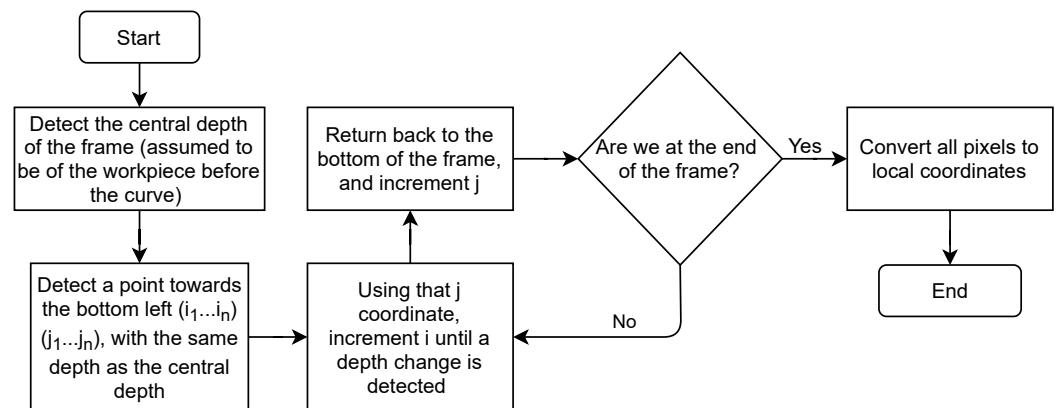 Start
Detect the central depth
of the frame (assumed to
be of the workpiece before
the curve)
Detect a point towards
the bottom left (i₁...iₙ)
(j₁...jₙ), with the same
depth as the central
depth
Using that j
coordinate,
increment i until a
depth change is
detected
Return back to the
bottom of the frame,
and increment j
Are we at the end
of the frame?
Yes
No
Convert all pixels to
local coordinates
End